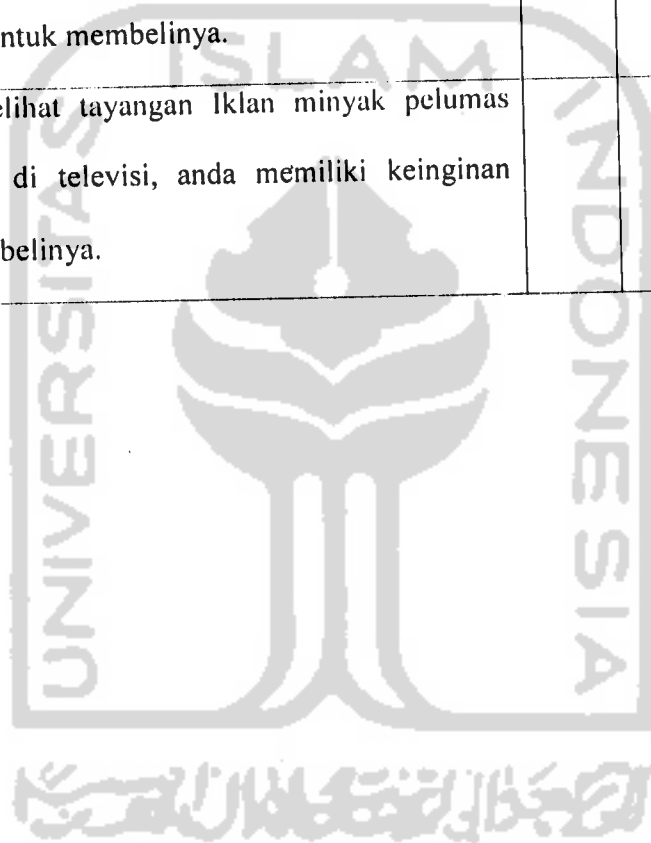 ntuk membelinya.
elihat tayangan Iklan minyak pelumas
di televisi, anda memiliki keinginan
belinya.
ISLAM
UNIVERSITAS
INDONESIA